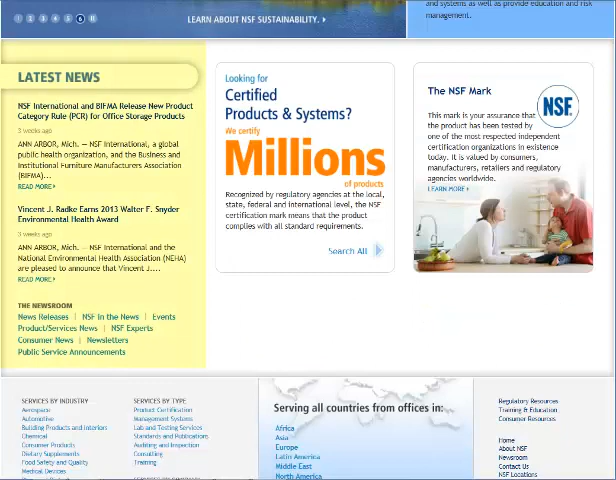 and systems as well as provide education and risk
management.
1 2 3 4 5 6
LEARN ABOUT NSF SUSTAINABILITY.
LATEST NEWS
NSF International and BIFMA Release New Product
Category Rule (PCR) for Office Storage Products
3 weeks ago
ANN ARBOR, Mich. — NSF International, a global
public health organization, and the Business and
Institutional Furniture Manufacturers Association
(BIFMA)...
READ MORE
Vincent J. Radke Earns 2013 Walter F. Snyder
Environmental Health Award
3 weeks ago
ANN ARBOR, Mich. — NSF International and the
National Environmental Health Association (NEHA)
are pleased to announce that Vincent J....
READ MORE
THE NEWSROOM
News Releases | NSF in the News | Events
Product/Services News | NSF Experts
Consumer News | Newsletters
Public Service Announcements
Looking for
Certified
Products & Systems?
We certify
Millions
of products
Recognized by regulatory agencies at the local,
state, federal and international level, the NSF
certification mark means that the product
complies with all standard requirements.
Search All
The NSF Mark
NSF
This mark is your assurance that
the product has been tested by
one of the most respected independent
certification organizations in existence
today. It is valued by consumers,
manufacturers, retailers and regulatory
agencies worldwide.
LEARN MORE
SERVICES BY INDUSTRY
Aerospace
Automotive
Building Products and Interiors
Chemical
Consumer Products
Dietary Supplements
Food Safety and Quality
Medical Devices
SERVICES BY TYPE
Product Certification
Management Systems
Lab and Testing Services
Standards and Publications
Auditing and Inspection
Consulting
Training
Serving all countries from offices in:
Africa
Asia
Europe
Latin America
Middle East
North America
Regulatory Resources
Training & Education
Consumer Resources
Home
About NSF
Newsroom
Contact Us
NSF Locations